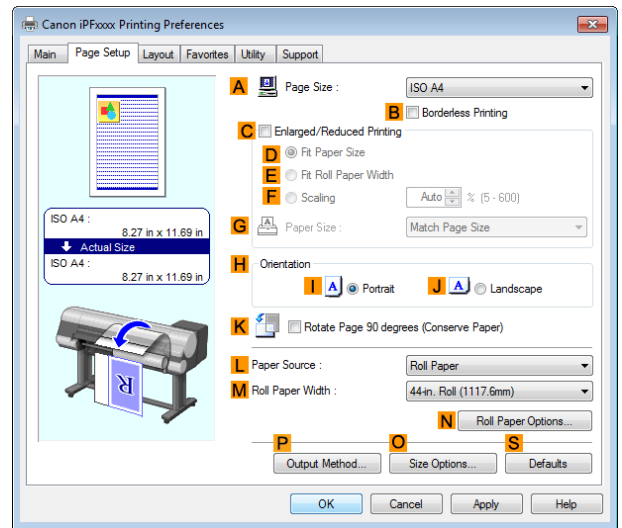 Canon iPFxxxx Printing Preferences
Main Page Setup Layout Favorites Utility Support
A Page Size : ISO A4
B Borderless Printing
C Enlarged/Reduced Printing
D Fit Paper Size
E Fit Roll Paper Width
F Scaling Auto % (5 - 600)
G Paper Size : Match Page Size
ISO A4 :
8.27 in x 11.69 in
Actual Size
ISO A4 :
8.27 in x 11.69 in
H Orientation
I A Portrait J A Landscape
K Rotate Page 90 degrees (Conserve Paper)
L Paper Source : Roll Paper
M Roll Paper Width : 44-in. Roll (1117.6mm)
R
N Roll Paper Options...
P O S
Output Method... Size Options... Defaults
OK Cancel Apply Help